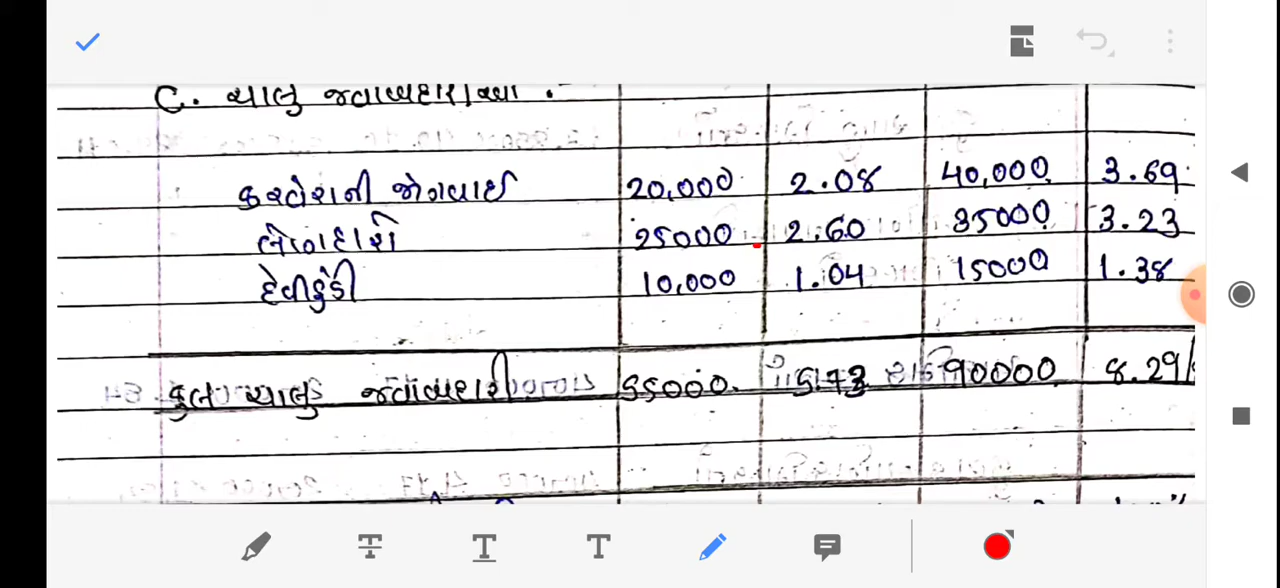 C. ચાલુ જવાબદારીઓ .
કરવેરાની જોગવાઈ 20,000 2.08 40,000 3.69
લેણદારો 25000 2.60 35000 3.23
દેવીહુંડી 10,000 1.04 15000 1.38
કુલ ચાલુ જવાબદારી 55000. 5.73 90000 8.29